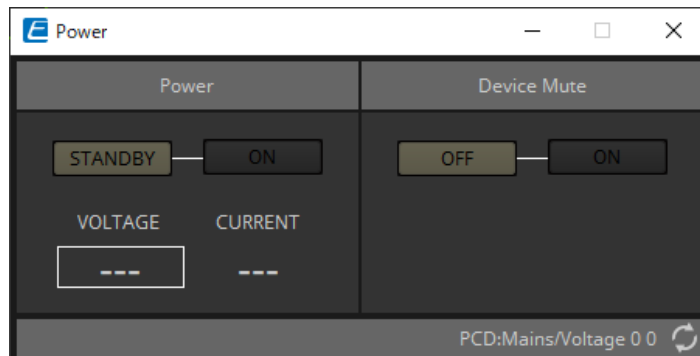 E Power
Power Device Mute
STANDBY ON OFF ON
VOLTAGE CURRENT
--- ---
PCD:Mains/Voltage 0 0